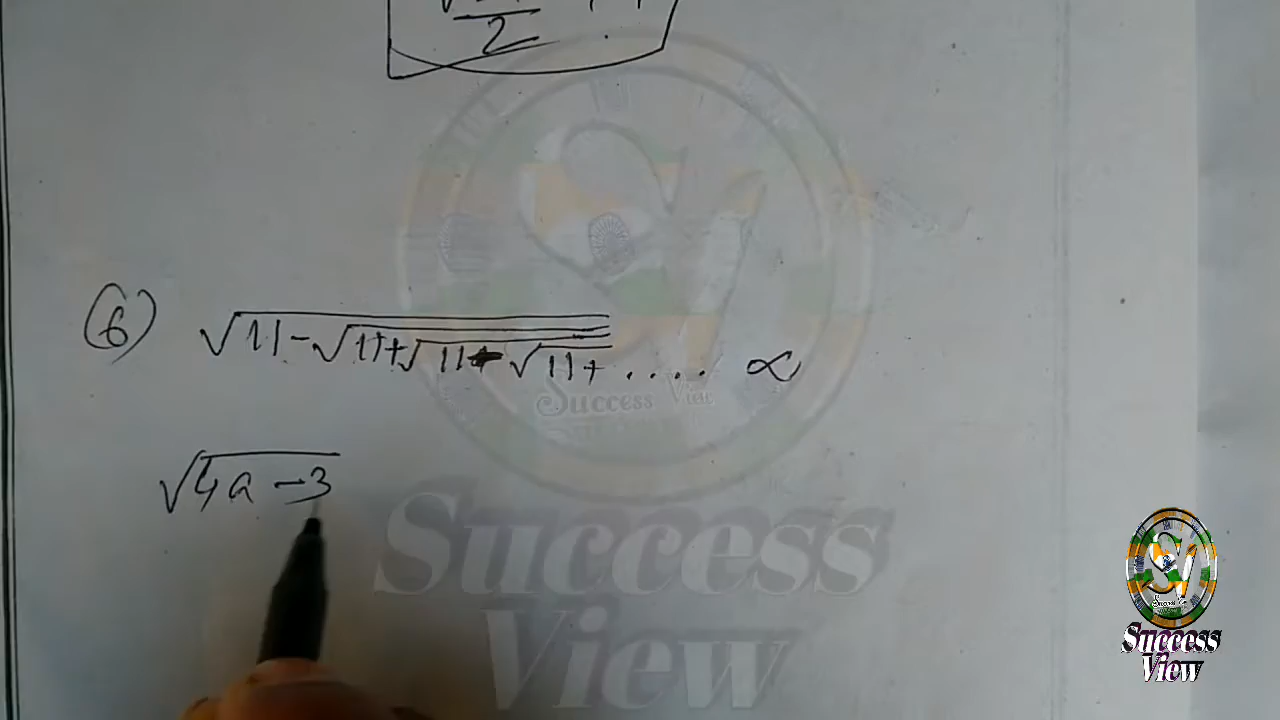 2
(6) √11-√11+√11-√11+.... ∝
√4a-3
Success View
Success
View
Success
View